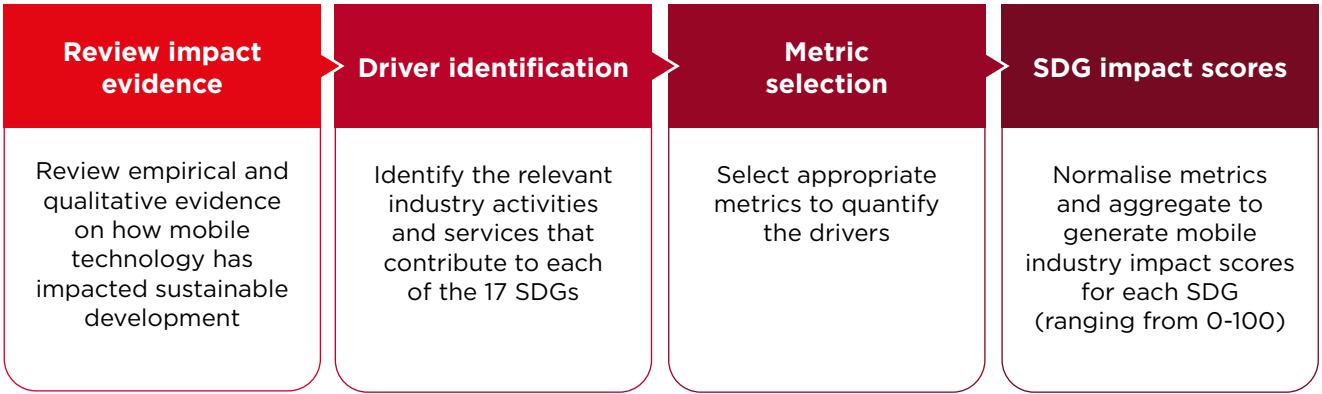 Review impact
evidence
Review empirical and
qualitative evidence
on how mobile
technology has
impacted sustainable
development
Driver identification
Identify the relevant
industry activities
and services that
contribute to each
of the 17 SDGs
Metric
selection
Select appropriate
metrics to quantify
the drivers
SDG impact scores
Normalise metrics
and aggregate to
generate mobile
industry impact scores
for each SDG
(ranging from 0-100)